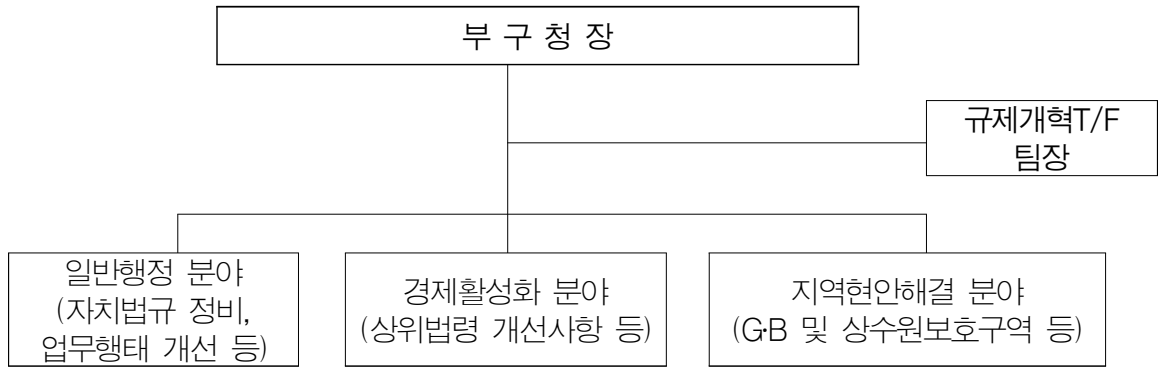 부 구 청 장
규제개혁T/F
팀장
일반행정 분야
(자치법규 정비,
업무행태 개선 등)
경제활성화 분야
(상위법령 개선사항 등)
지역현안해결 분야
(G·B 및 상수원보호구역 등)